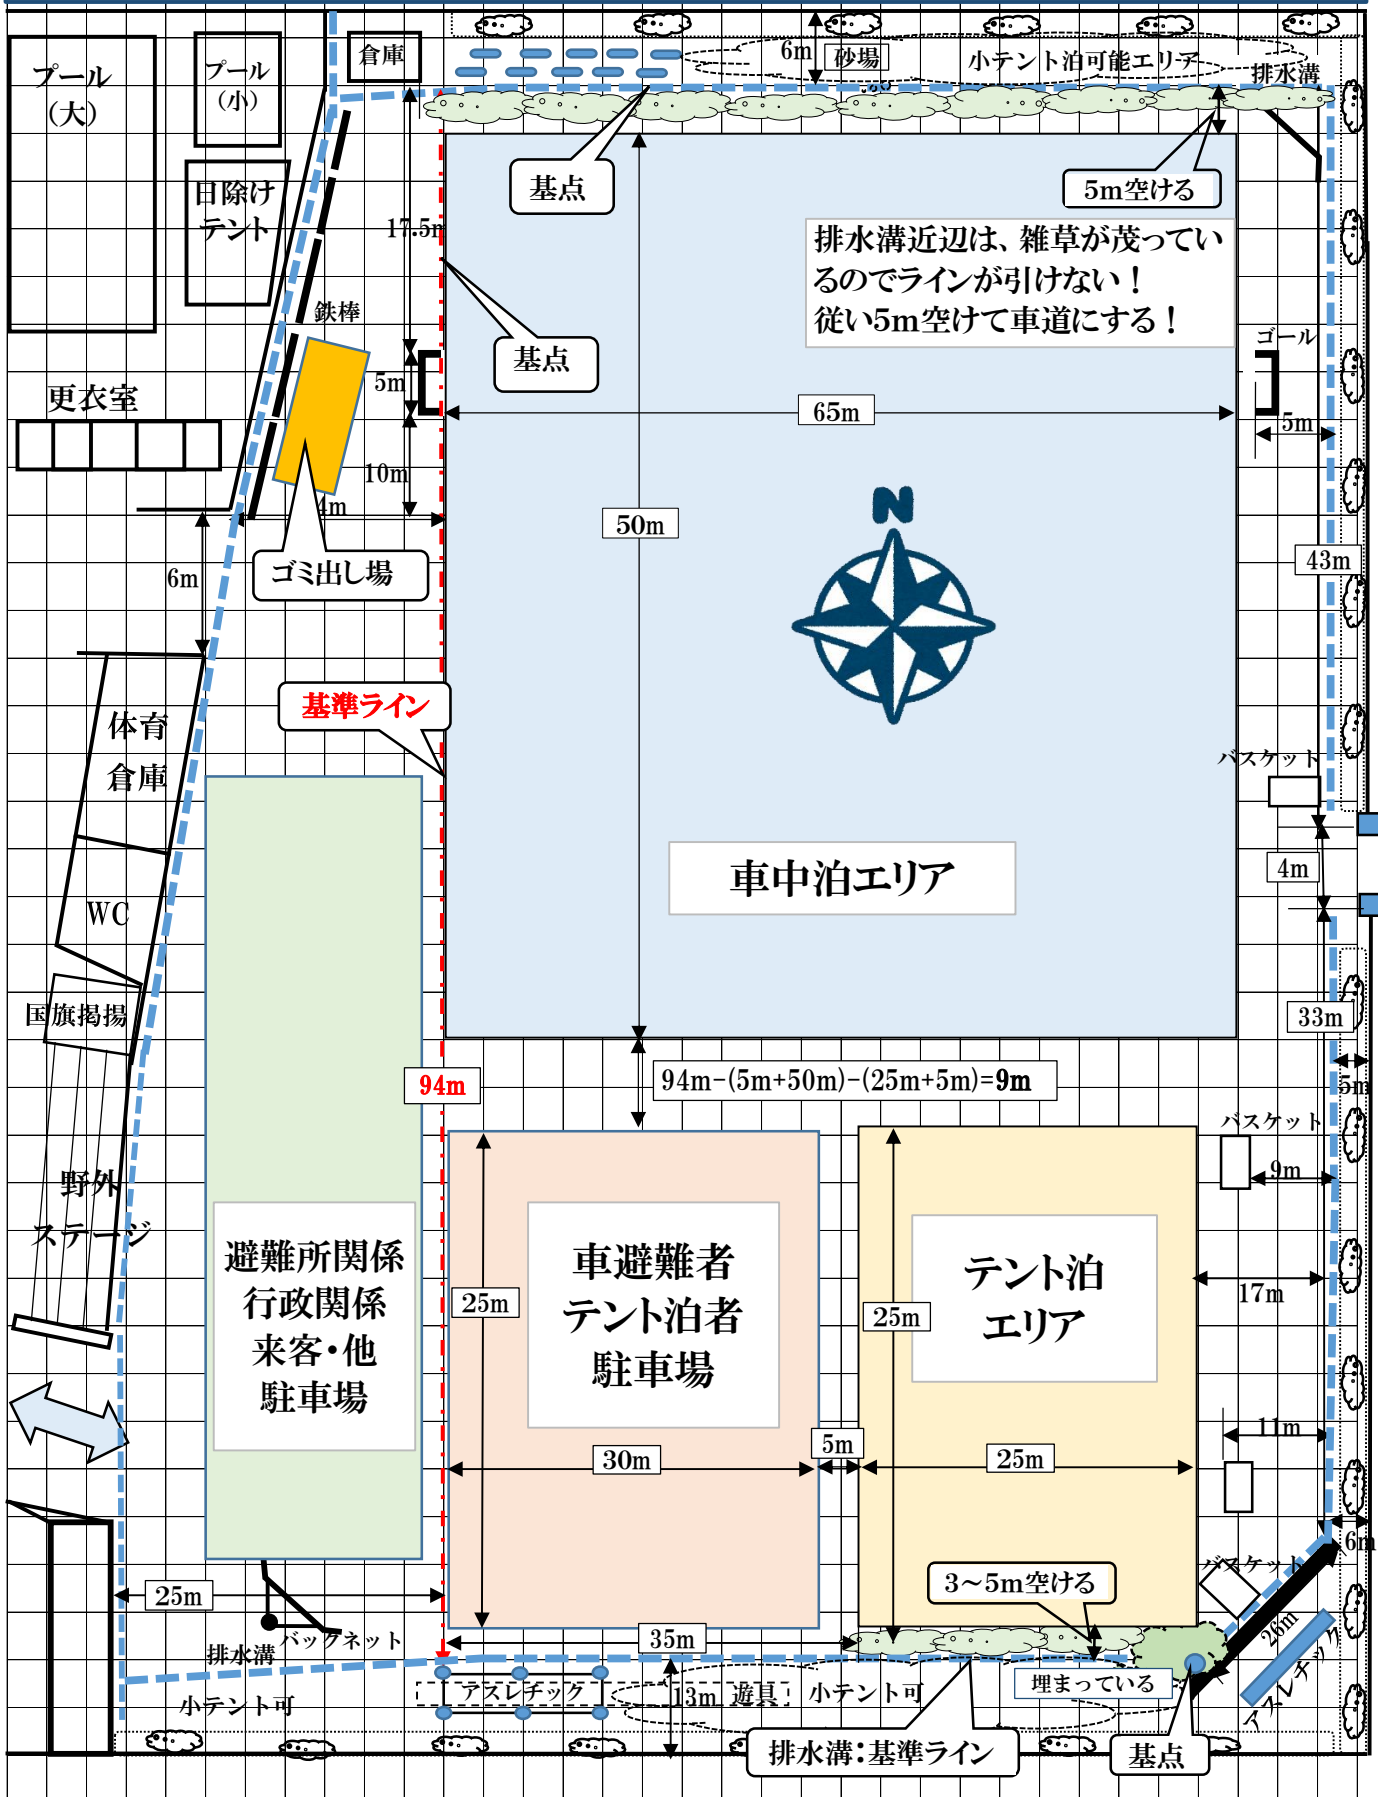 プール
（大）
プール
（小）
倉庫
6m
砂場
小テント泊可能エリア
排水溝
日除け
テント
17.5m
基点
5m空ける
排水溝近辺は、雑草が茂ってい
るのでラインが引けない！
従い5m空けて車道にする！
鉄棒
基点
ゴール
5m
更衣室
65m
5m
10m
4m
50m
N
43m
6m
ゴミ出し場
基準ライン
体育
倉庫
バスケット
車中泊エリア
4m
WC
国旗掲揚
33m
94m
94m-(5m+50m)-(25m+5m)=9m
5m
バスケット
9m
野外
ステージ
避難所関係
行政関係
来客・他
駐車場
25m
車避難者
テント泊者
駐車場
25m
テント泊
エリア
17m
11m
5m
30m
25m
6m
バスケット
3～5m空ける
25m
バックネット
排水溝
35m
26m
アスレチック
小テント可
アスレチック
13m
遊具
小テント可
埋まっている
排水溝：基準ライン
基点